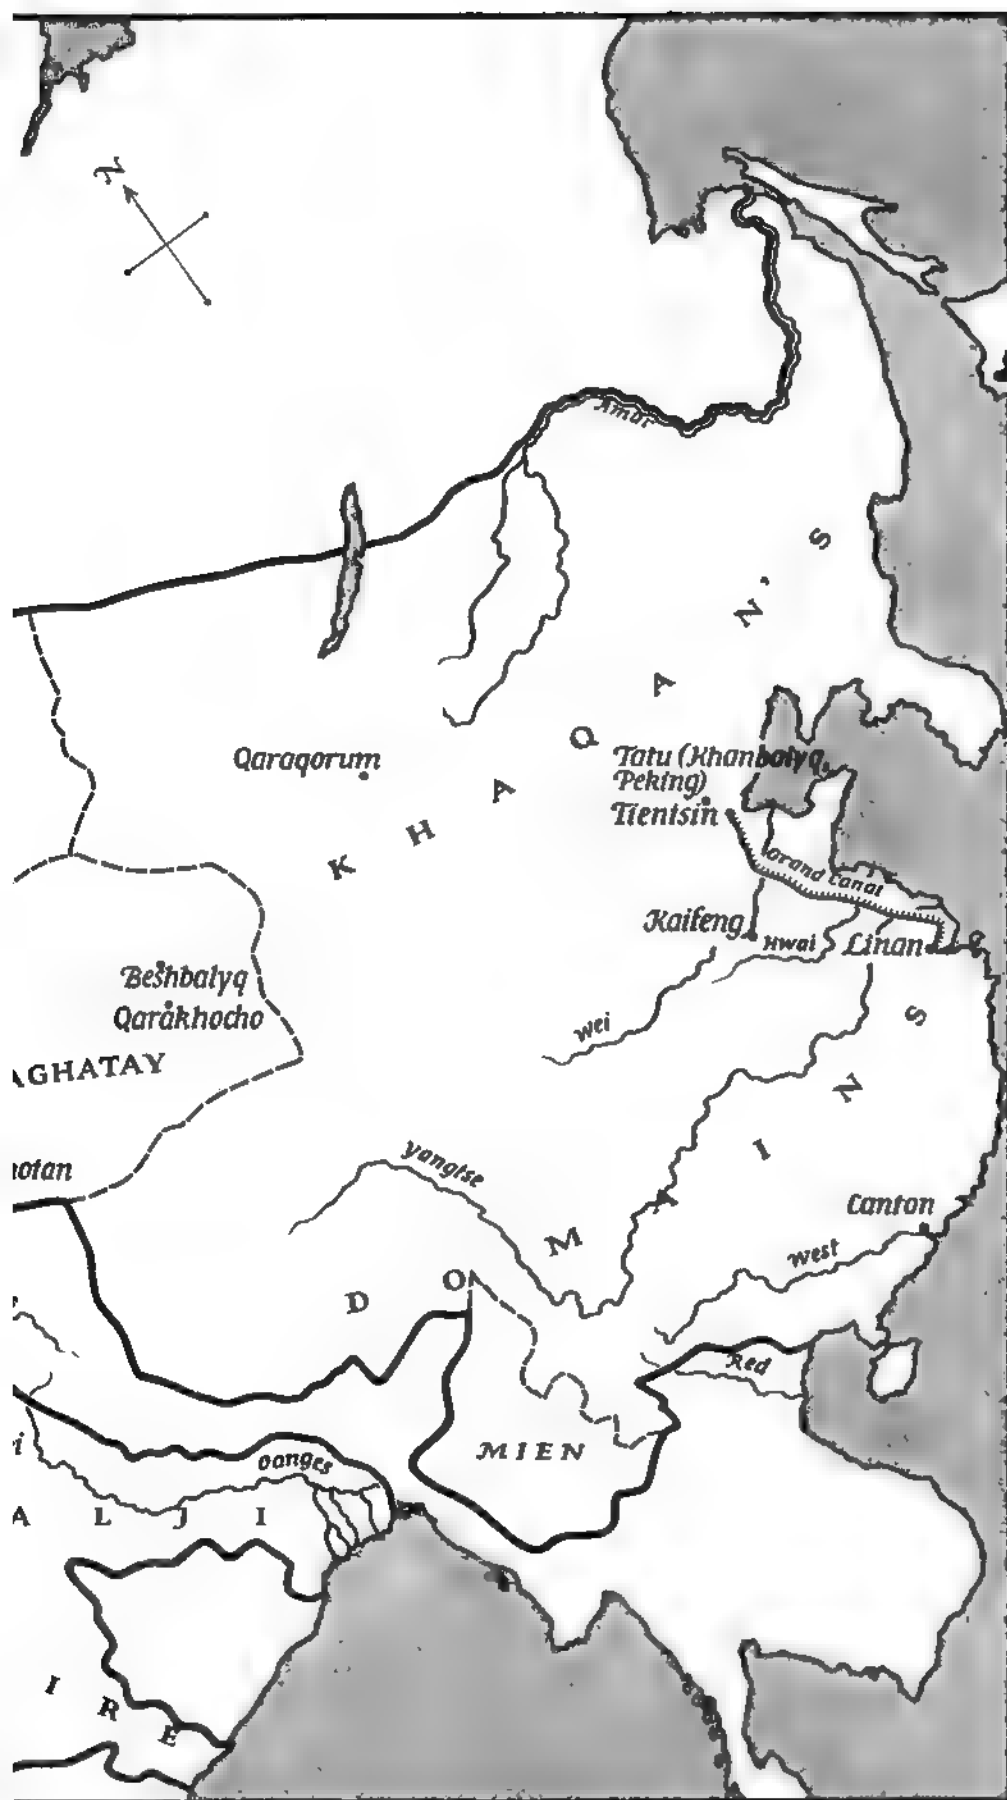 N
Amur
Qaraqorum
KHAQAN'S
Tatu (Khanbalyq,
Peking)
Tientsin
Grand Canal
Kaifeng
Hwai
Linan
Beshbalyq
Qarakhocho
AGHATAY
Wei
otan
Yangtse
DOMAINS
Canton
West
Red
MIEN
Ganges
ALJI
IRE